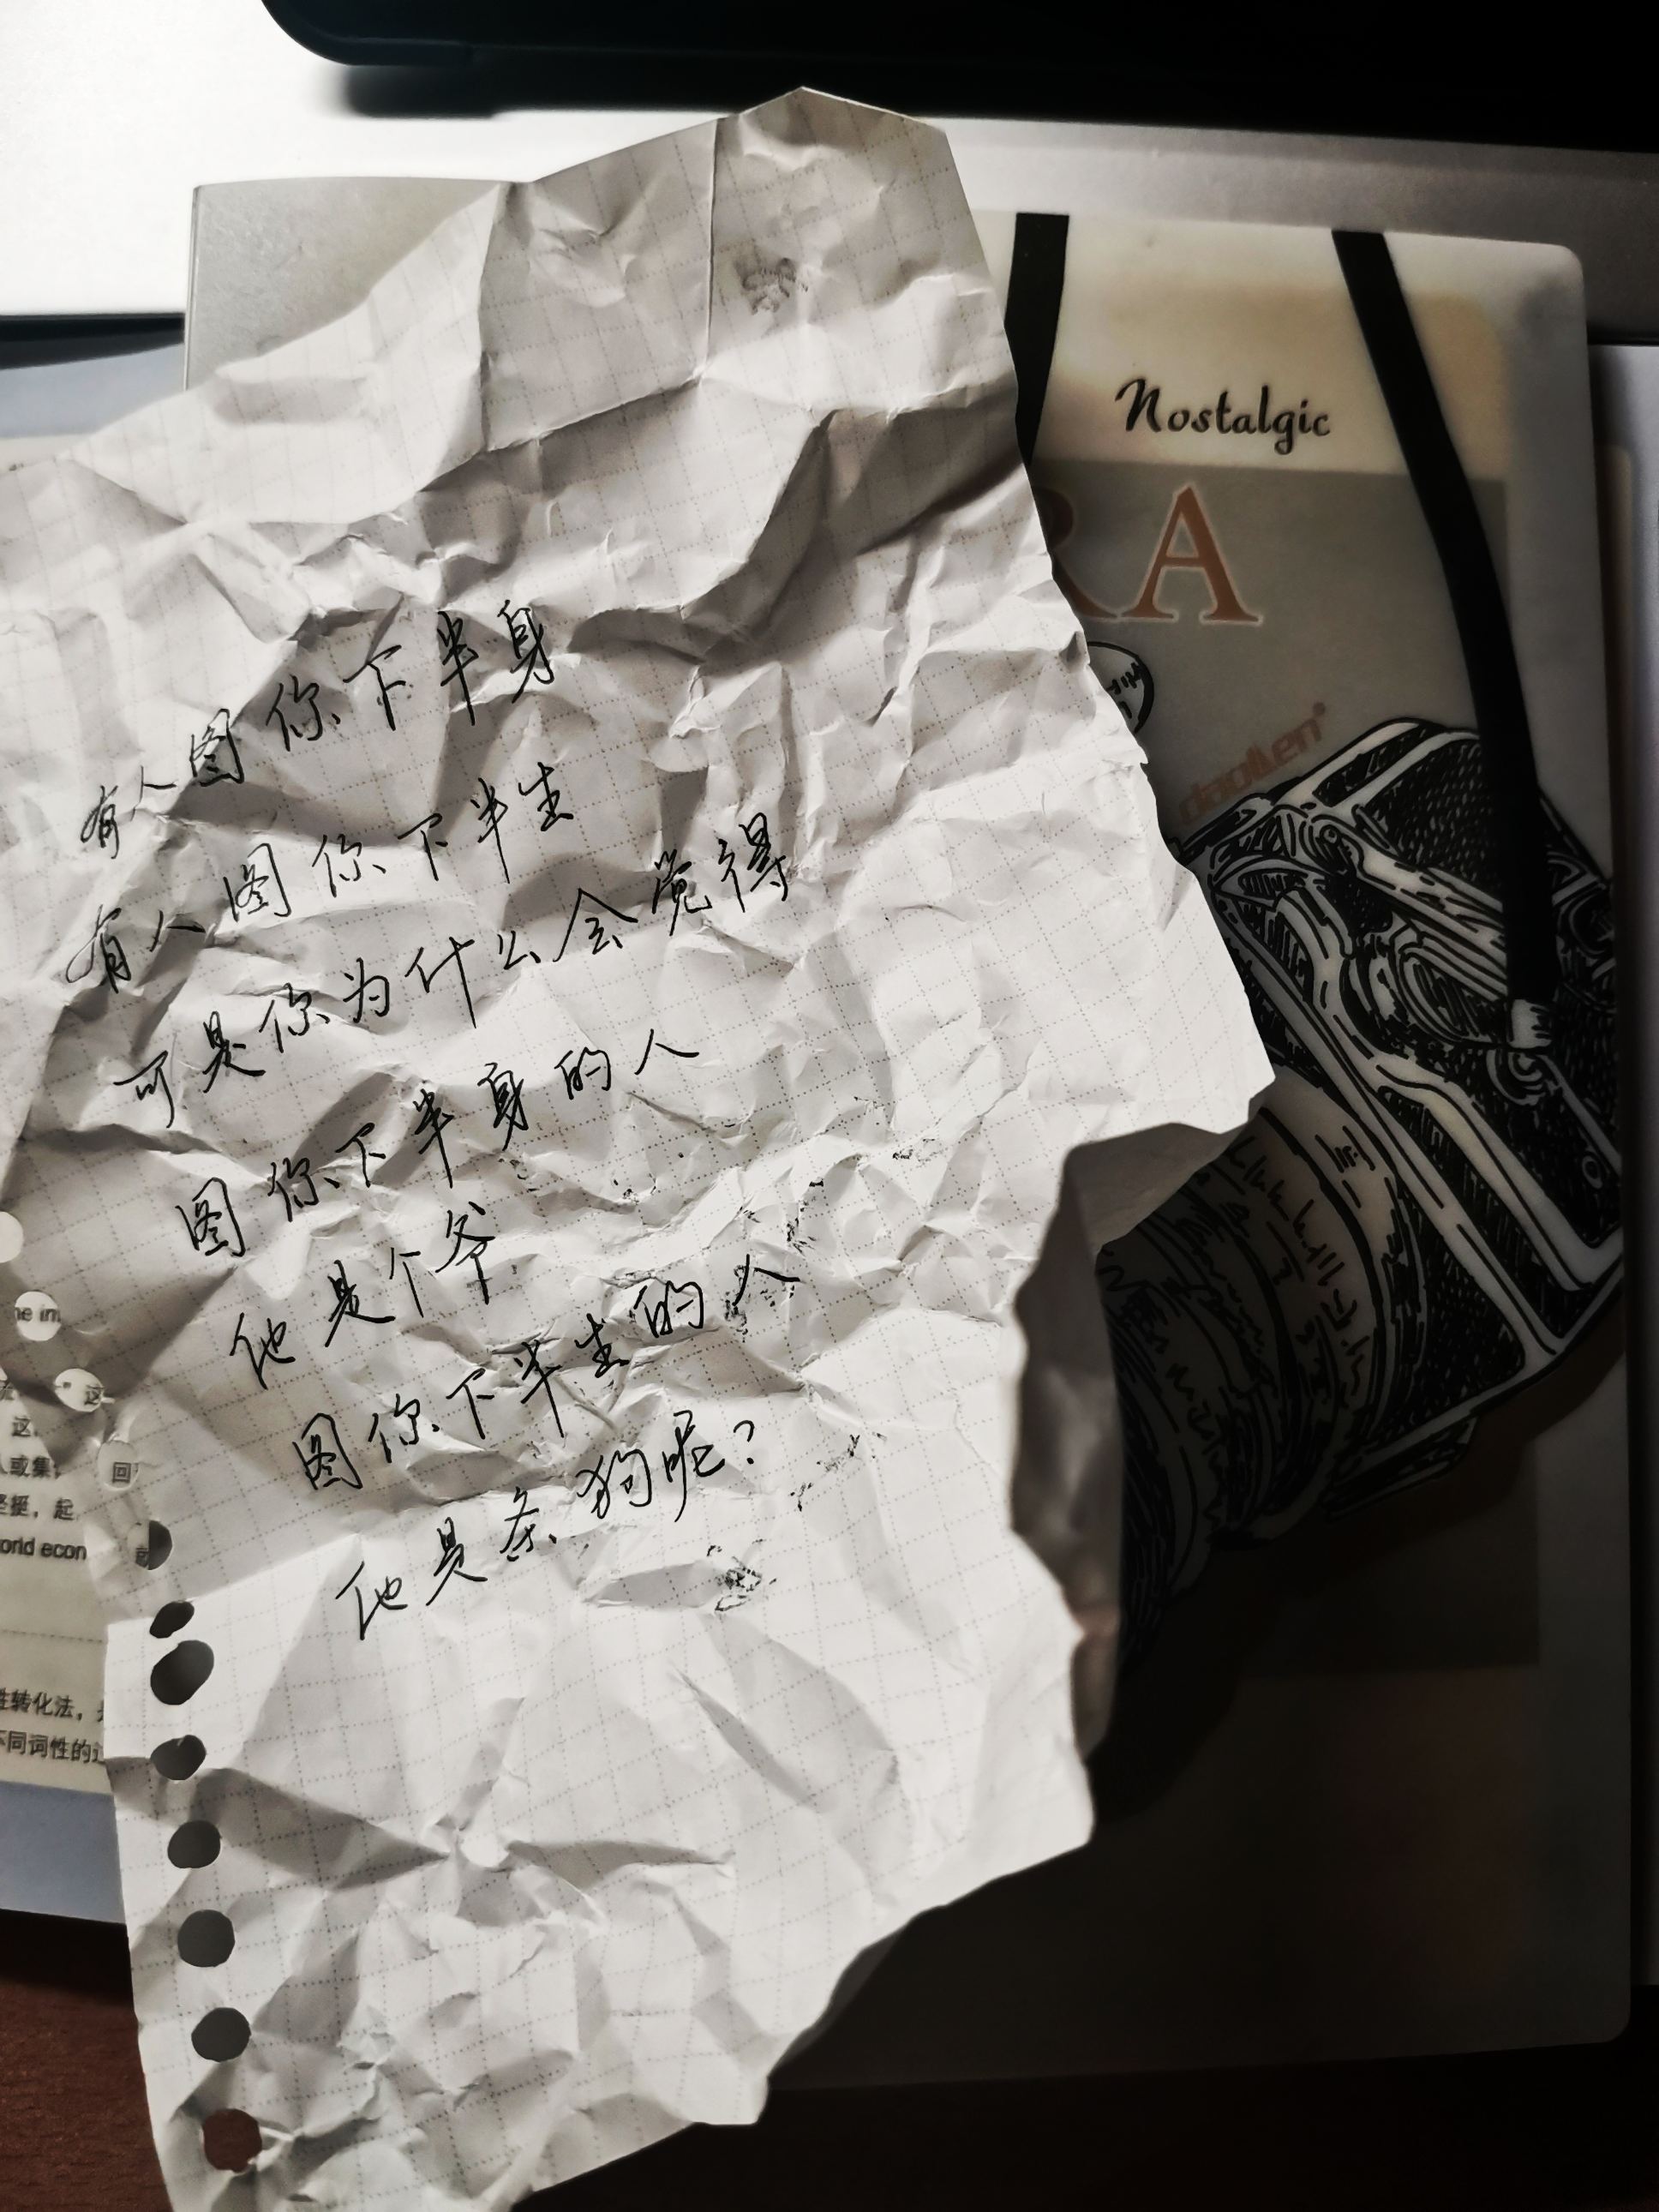 有人图你下半身
有人图你下半生
可是你为什么会觉得
图你下半身的人
他是个爷
图你下半生的人
他是条狗呢?
Nostalgic
RA
daolen®
he im
这
这
人或集
回
坚挺，起
orld econ
就
性转化法，
不同词性的